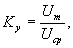 K_y = U_m / U_cp,